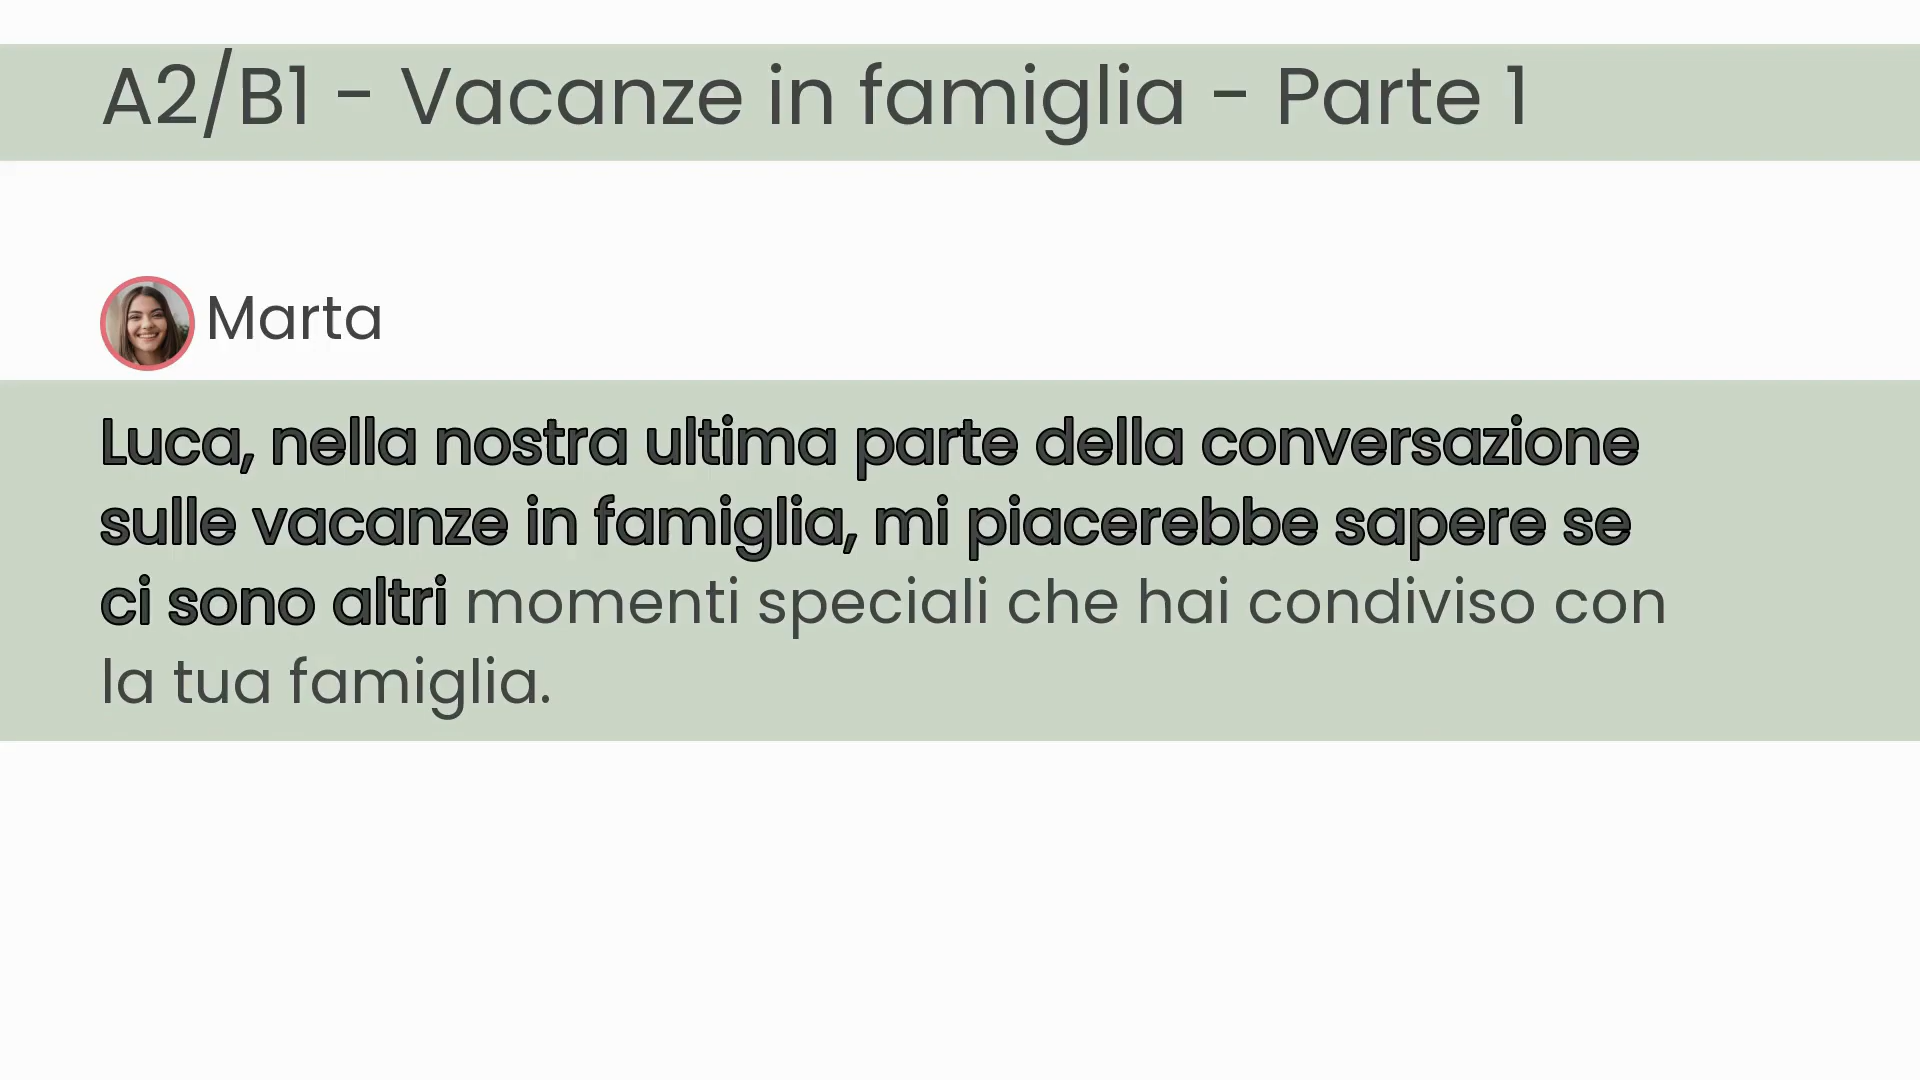 A2/B1 - Vacanze in famiglia - Parte 1
Marta
Luca, nella nostra ultima parte della conversazione
sulle vacanze in famiglia, mi piacerebbe sapere se
ci sono altri momenti speciali che hai condiviso con
la tua famiglia.